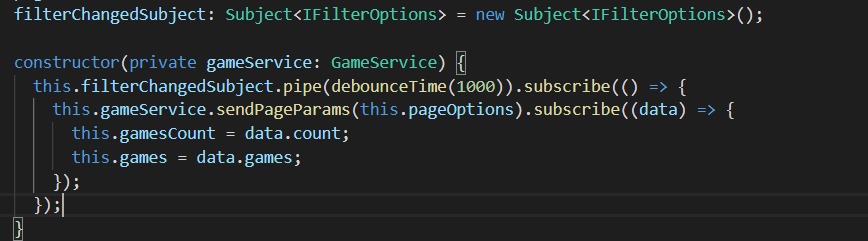 filterChangedSubject: Subject<IFilterOptions> = new Subject<IFilterOptions>();
constructor(private gameService: GameService) {
this.filterChangedSubject.pipe(debounceTime(1000)).subscribe(() => {
this.gameService.sendPageParams(this.pageOptions).subscribe((data) => {
this.gamesCount = data.count;
this.games = data.games;
});
});
}